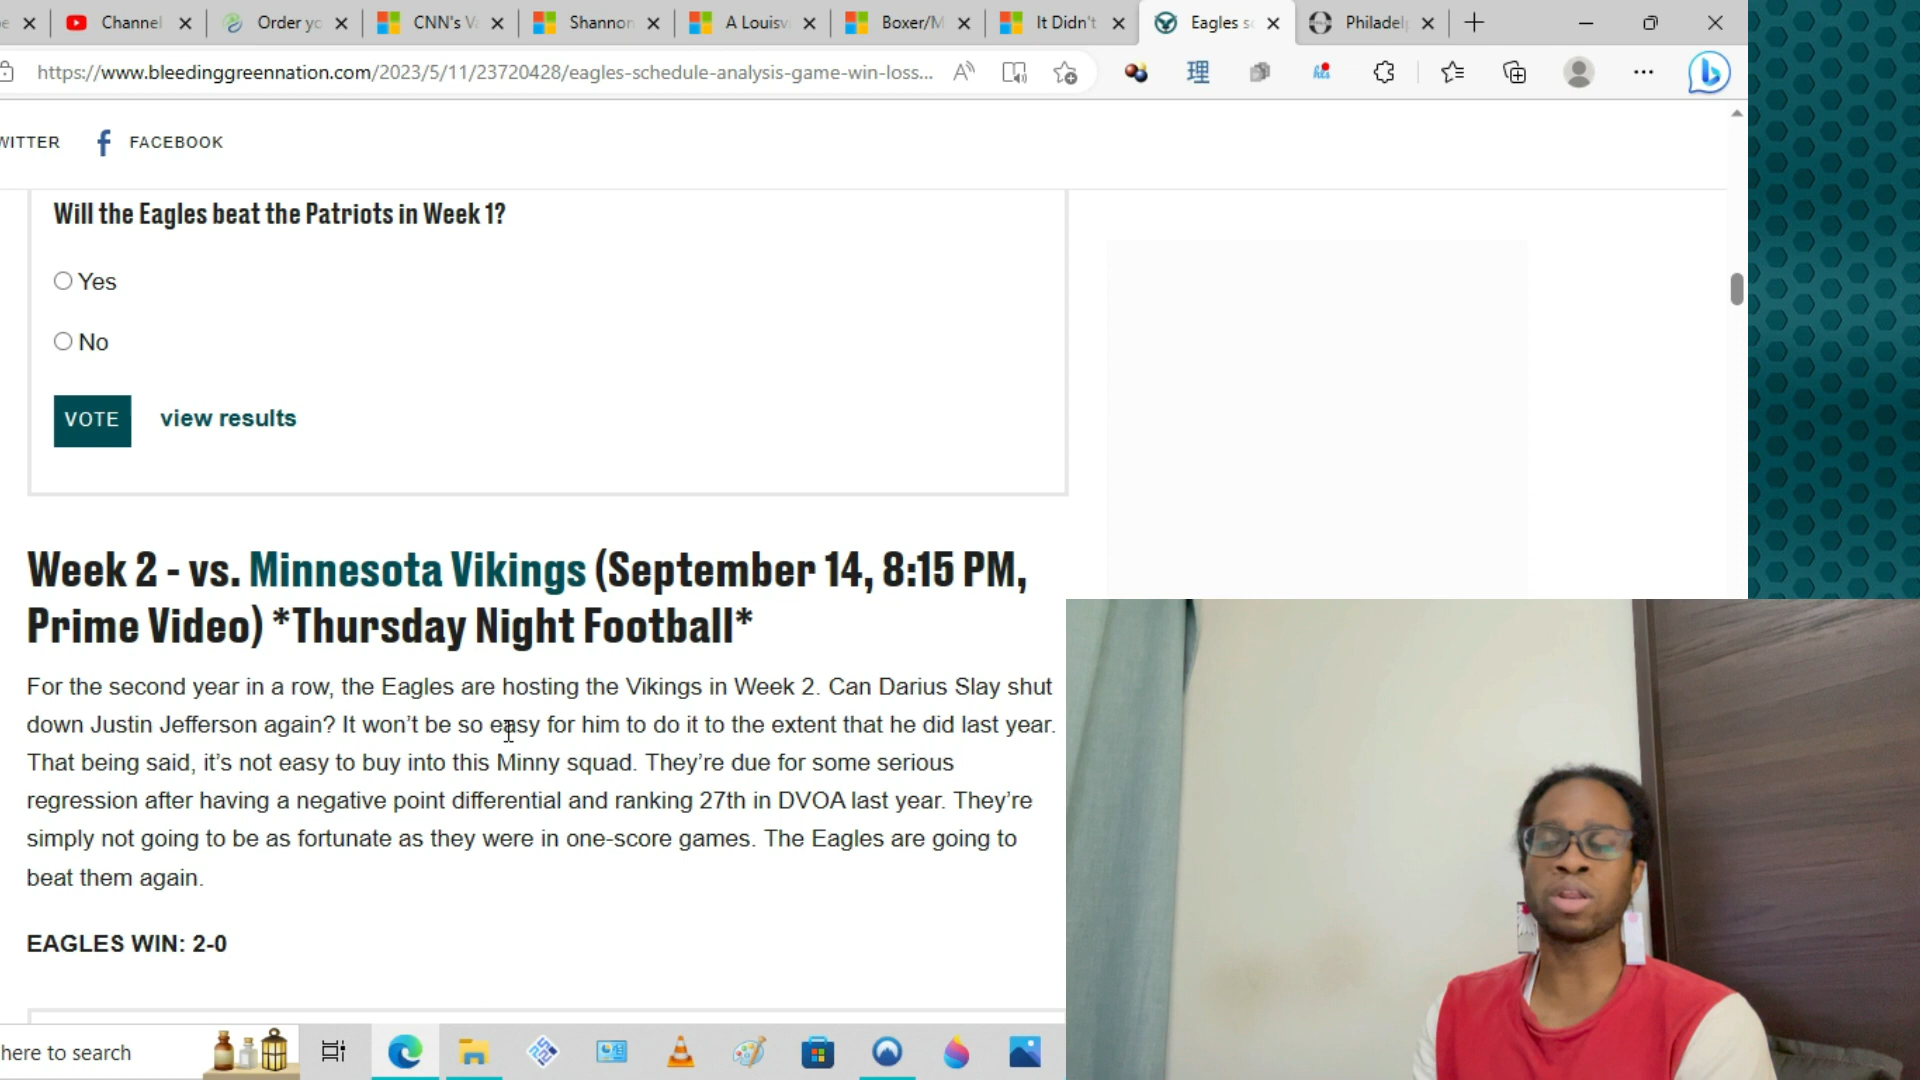 Channel
Order yo
CNN's Va
Shannon
A Louisv
Boxer/M
It Didn't
Eagles sc
Philadel
https://www.bleedinggreennation.com/2023/5/11/23720428/eagles-schedule-analysis-game-win-loss...
WITTER
FACEBOOK
Will the Eagles beat the Patriots in Week 1?
Yes
No
VOTE
view results
Week 2 - vs. Minnesota Vikings (September 14, 8:15 PM,
Prime Video) *Thursday Night Football*
For the second year in a row, the Eagles are hosting the Vikings in Week 2. Can Darius Slay shut
down Justin Jefferson again? It won’t be so easy for him to do it to the extent that he did last year.
That being said, it’s not easy to buy into this Minny squad. They’re due for some serious
regression after having a negative point differential and ranking 27th in DVOA last year. They’re
simply not going to be as fortunate as they were in one-score games. The Eagles are going to
beat them again.
EAGLES WIN: 2-0
here to search